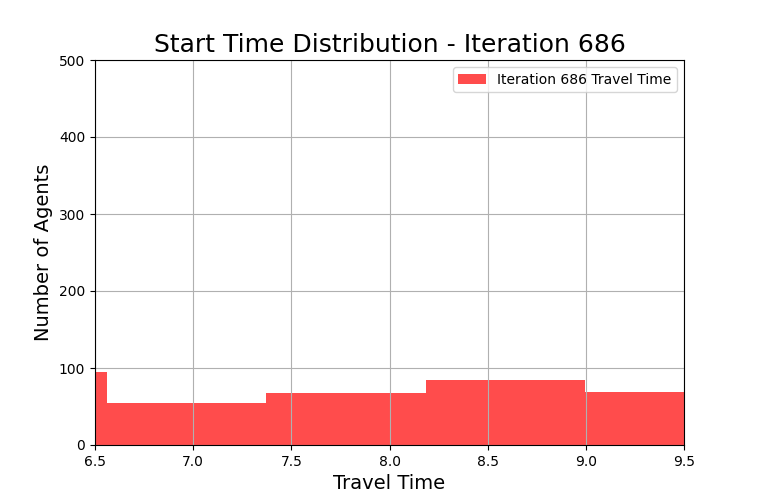 Start Time Distribution - Iteration 686
500
400
300
200
100
0
Number of Agents
Iteration 686 Travel Time
6.5 7.0 7.5 8.0 8.5 9.0 9.5
Travel Time